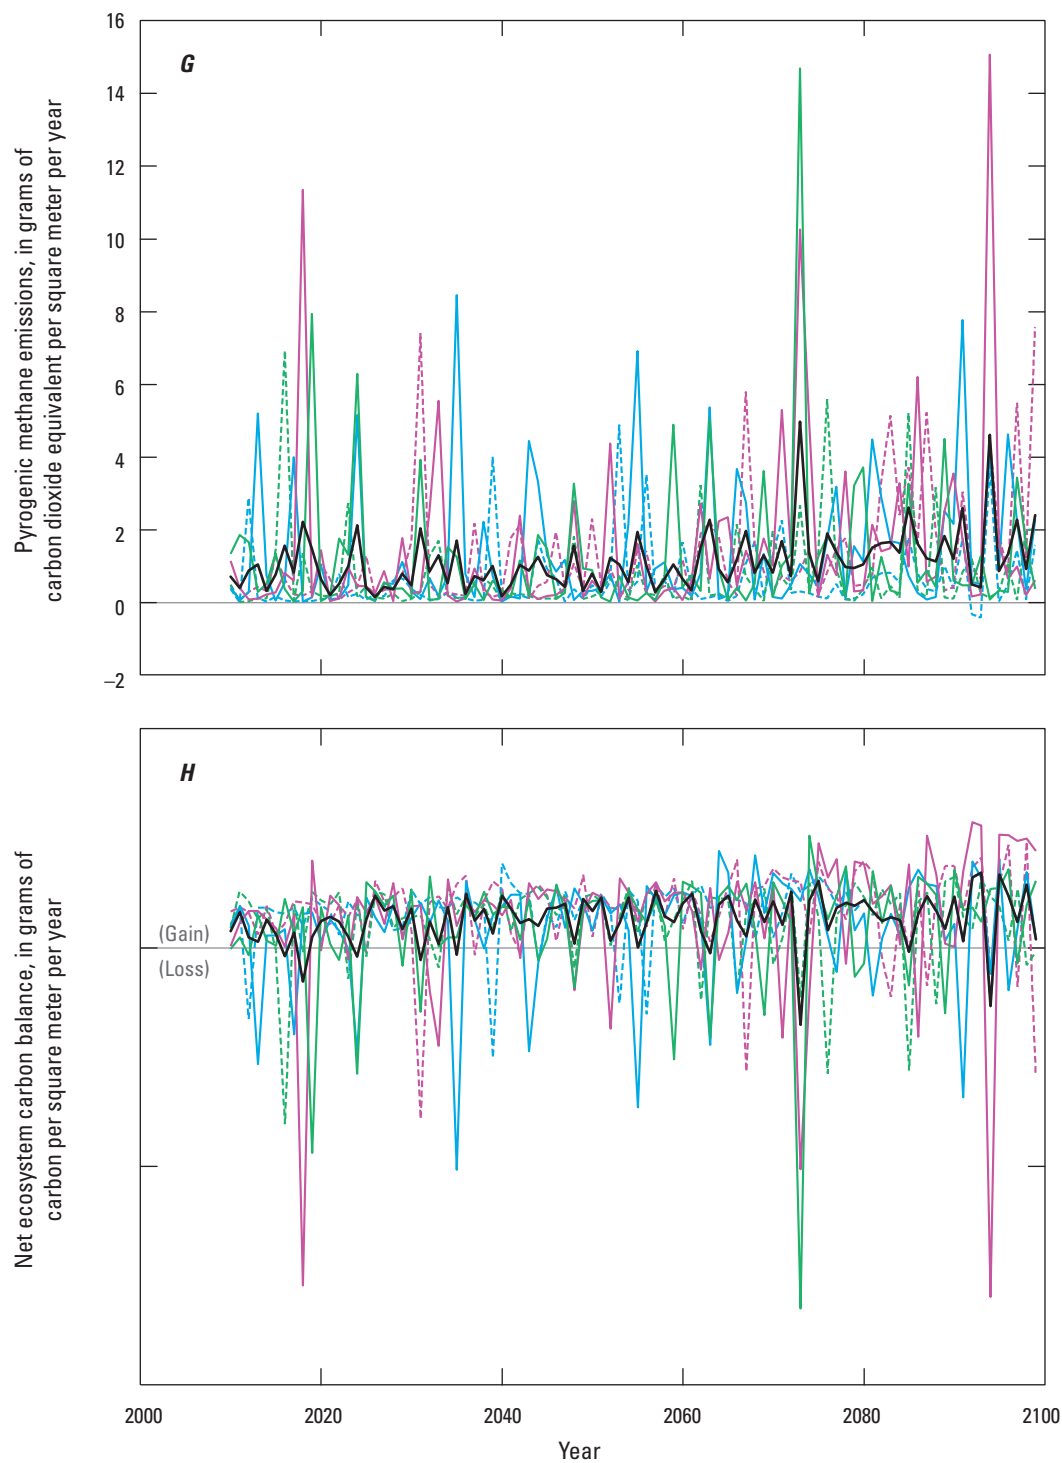 16
G
14
12
10
8
6
4
2
0
–2
Pyrogenic methane emissions, in grams of
carbon dioxide equivalent per square meter per year
H
(Gain)
(Loss)
Net ecosystem carbon balance, in grams of
carbon per square meter per year
2000 2020 2040 2060 2080 2100
Year